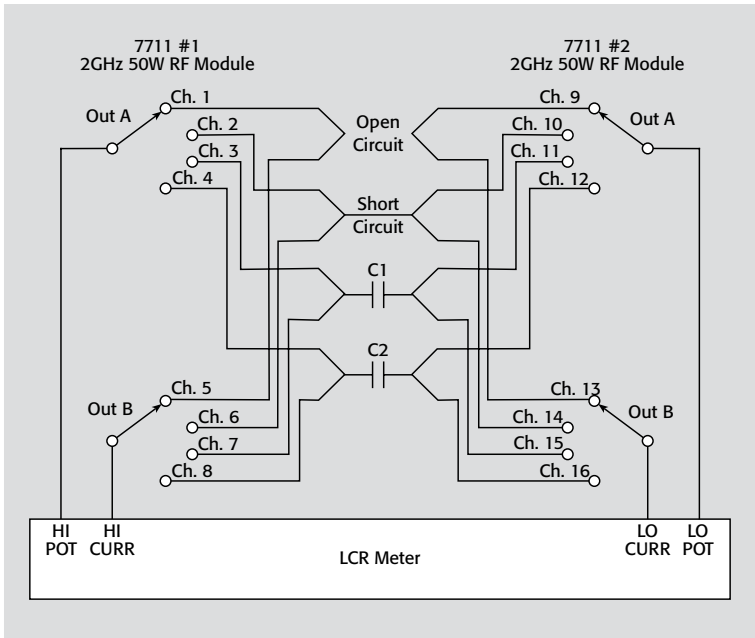 7711 #1
2GHz 50W RF Module
7711 #2
2GHz 50W RF Module
Out A
Ch. 1
Ch. 2
Ch. 3
Ch. 4
Open
Circuit
Short
Circuit
C1
C2
Ch. 9
Ch. 10
Ch. 11
Ch. 12
Out A
Out B
Ch. 5
Ch. 6
Ch. 7
Ch. 8
Ch. 13
Ch. 14
Ch. 15
Ch. 16
Out B
HI
POT
HI
CURR
LCR Meter
LO
CURR
LO
POT